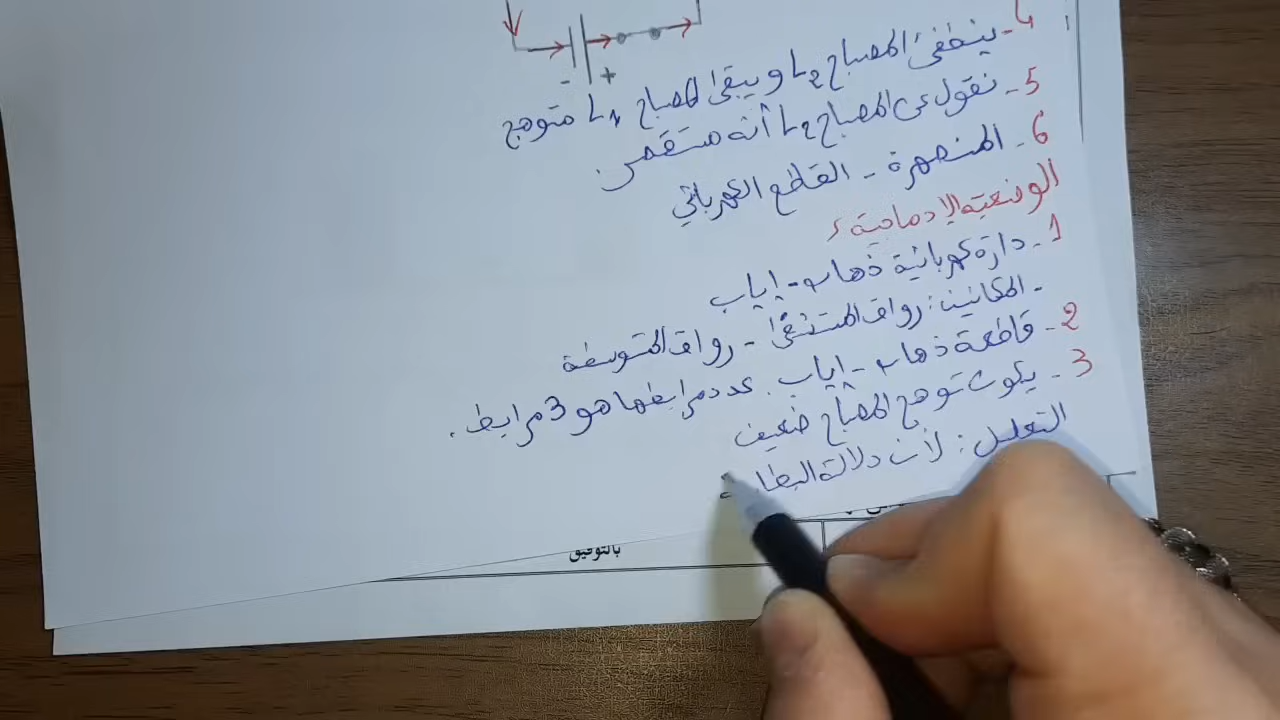 - +
4- ينطفئ المصباح L2 ويبقى المصباح L1 متوهج
5- نقول عن المصباح L2 أنه مستقصر.
6- المنصهرة - القاطع الكهربائي
الوضعية الإدماجية:
1- دارة كهربائية ذهاب - إياب
- المكانين: رواق المستشفى - رواق المتوسطة
2- قاطعة ذهاب - إياب. عدد مرابطها هو 3 مرابط.
3- يكون توهج المصباح ضعيف
التعليل: لأن دلالة البطارية
بالتوفيق